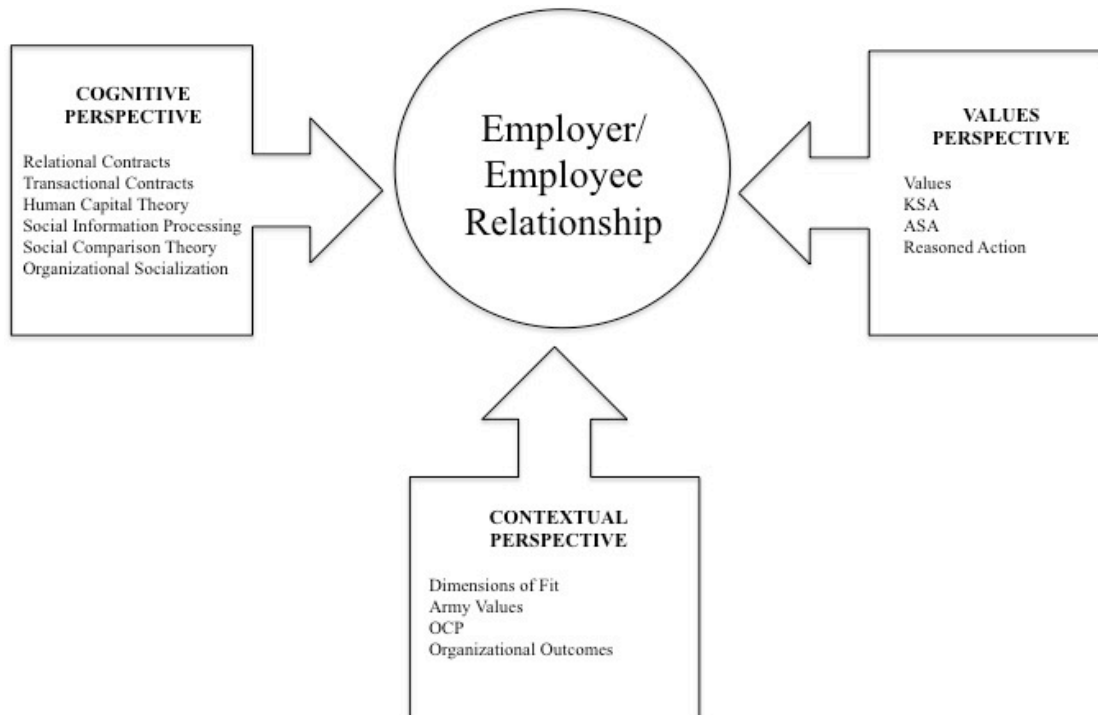 COGNITIVE
PERSPECTIVE
Relational Contracts
Transactional Contracts
Human Capital Theory
Social Information Processing
Social Comparison Theory
Organizational Socialization
Employer/
Employee
Relationship
VALUES
PERSPECTIVE
Values
KSA
ASA
Reasoned Action
CONTEXTUAL
PERSPECTIVE
Dimensions of Fit
Army Values
OCP
Organizational Outcomes